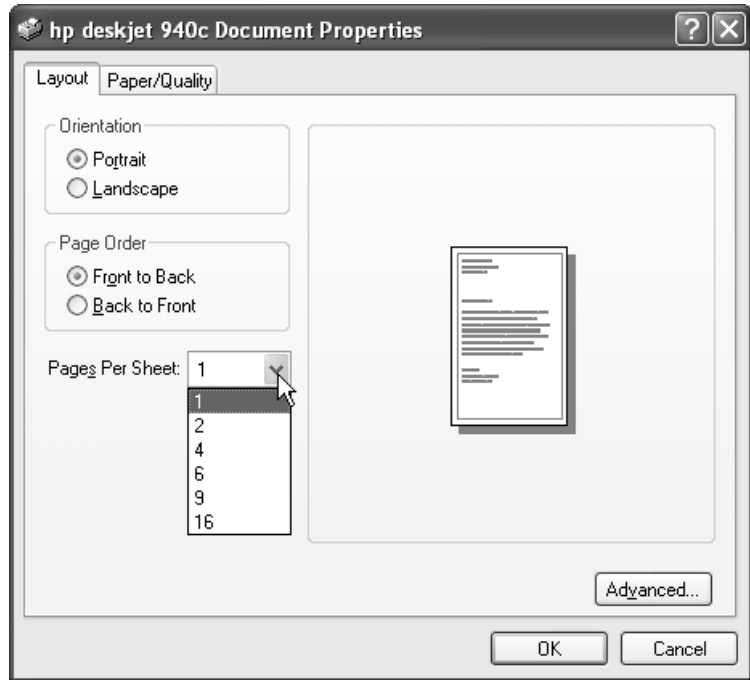 hp deskjet 940c Document Properties
Layout Paper/Quality
Orientation
Portrait
Landscape
Page Order
Front to Back
Back to Front
Pages Per Sheet: 1
1
2
4
6
9
16
Advanced...
OK Cancel